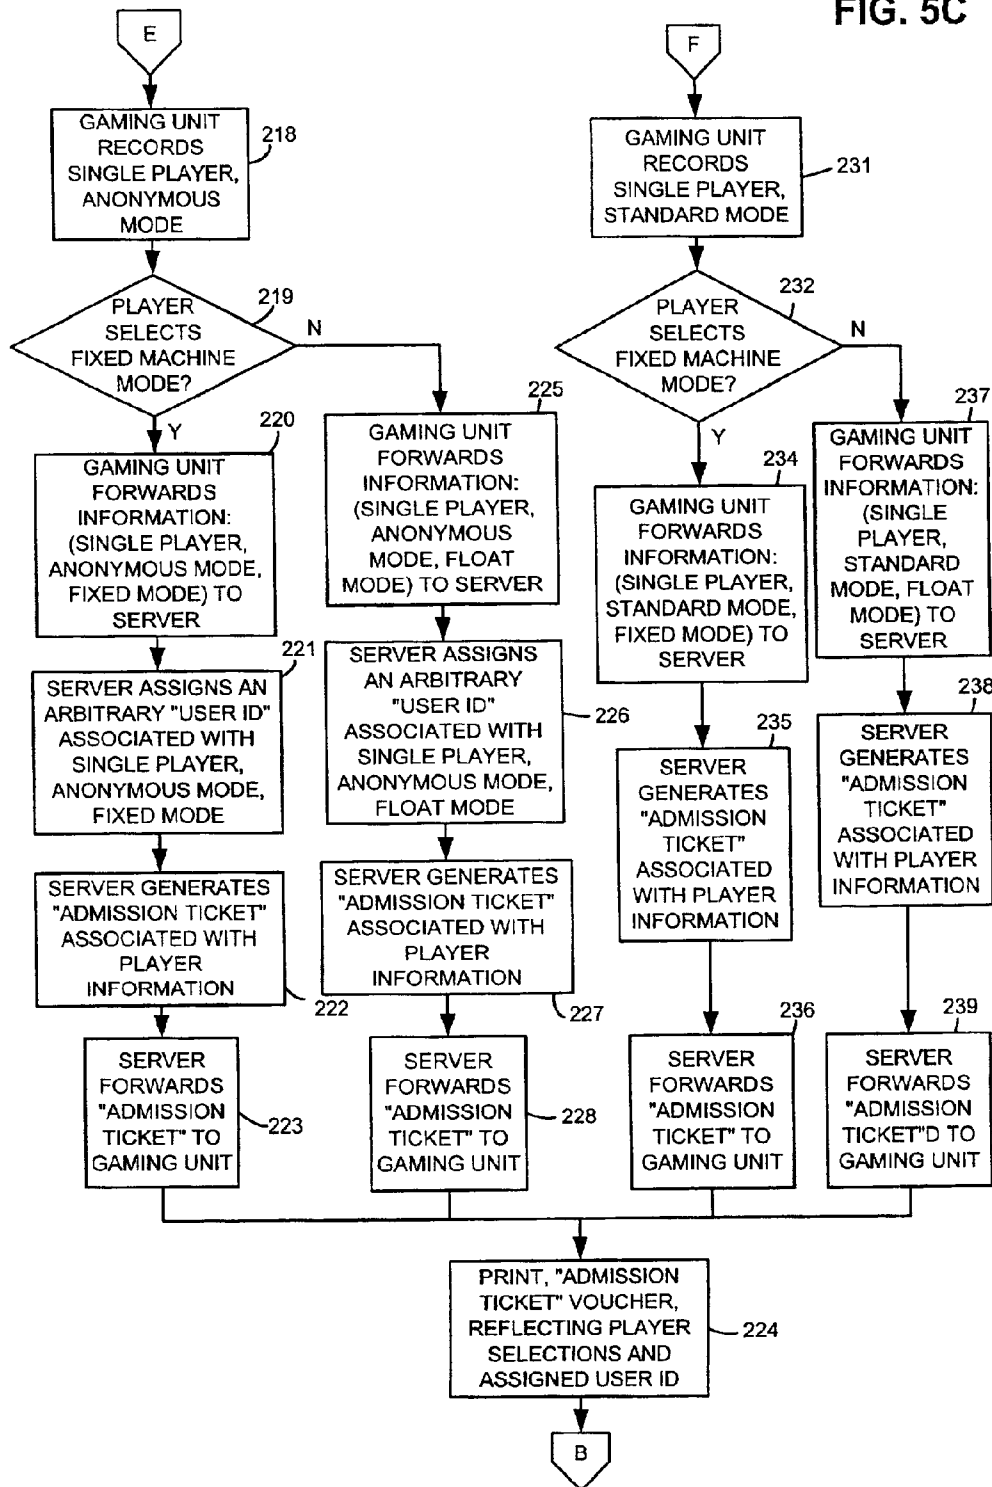 FIG. 5C
E
GAMING UNIT
RECORDS
SINGLE PLAYER,
ANONYMOUS
MODE
218
PLAYER
SELECTS
FIXED MACHINE
MODE?
219
N
Y
220
GAMING UNIT
FORWARDS
INFORMATION:
(SINGLE PLAYER,
ANONYMOUS MODE,
FIXED MODE) TO
SERVER
221
SERVER ASSIGNS AN
ARBITRARY "USER ID"
ASSOCIATED WITH
SINGLE PLAYER,
ANONYMOUS MODE,
FIXED MODE
SERVER GENERATES
"ADMISSION TICKET"
ASSOCIATED WITH
PLAYER
INFORMATION
222
SERVER
FORWARDS
"ADMISSION
TICKET" TO
GAMING UNIT
223
225
GAMING UNIT
FORWARDS
INFORMATION:
(SINGLE PLAYER,
ANONYMOUS
MODE, FLOAT
MODE) TO SERVER
SERVER ASSIGNS
AN ARBITRARY
"USER ID"
ASSOCIATED WITH
SINGLE PLAYER,
ANONYMOUS MODE,
FLOAT MODE
226
SERVER GENERATES
"ADMISSION TICKET"
ASSOCIATED WITH
PLAYER
INFORMATION
227
SERVER
FORWARDS
"ADMISSION
TICKET" TO
GAMING UNIT
228
F
GAMING UNIT
RECORDS
SINGLE PLAYER,
STANDARD MODE
231
PLAYER
SELECTS
FIXED MACHINE
MODE?
232
N
Y
234
GAMING UNIT
FORWARDS
INFORMATION:
(SINGLE PLAYER,
STANDARD MODE,
FIXED MODE) TO
SERVER
235
SERVER
GENERATES
"ADMISSION
TICKET"
ASSOCIATED
WITH PLAYER
INFORMATION
236
SERVER
FORWARDS
"ADMISSION
TICKET" TO
GAMING UNIT
237
GAMING UNIT
FORWARDS
INFORMATION:
(SINGLE
PLAYER,
STANDARD
MODE, FLOAT
MODE) TO
SERVER
238
SERVER
GENERATES
"ADMISSION
TICKET"
ASSOCIATED
WITH PLAYER
INFORMATION
239
SERVER
FORWARDS
"ADMISSION
TICKET"D TO
GAMING UNIT
PRINT, "ADMISSION
TICKET" VOUCHER,
REFLECTING PLAYER
SELECTIONS AND
ASSIGNED USER ID
224
B